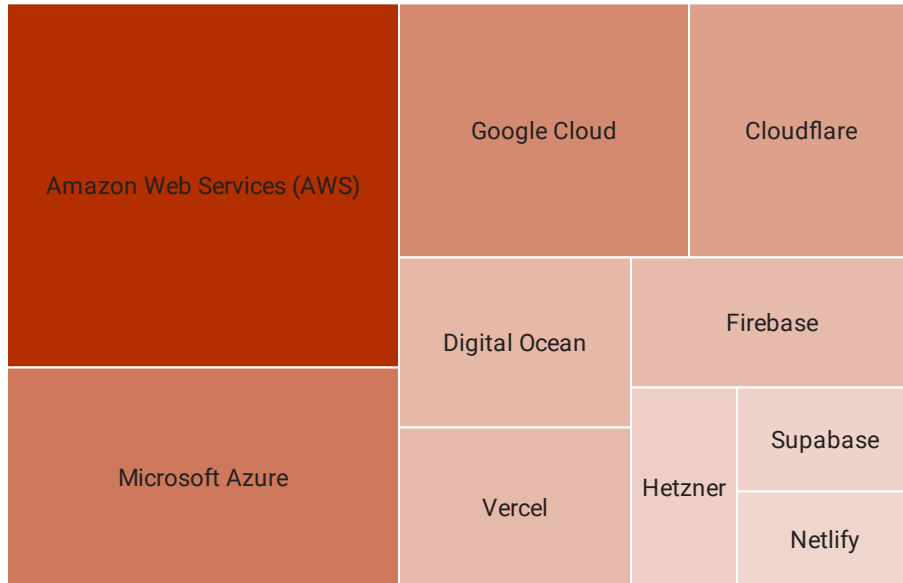 Amazon Web Services (AWS)
Google Cloud
Cloudflare
Microsoft Azure
Digital Ocean
Firebase
Vercel
Hetzner
Supabase
Netlify